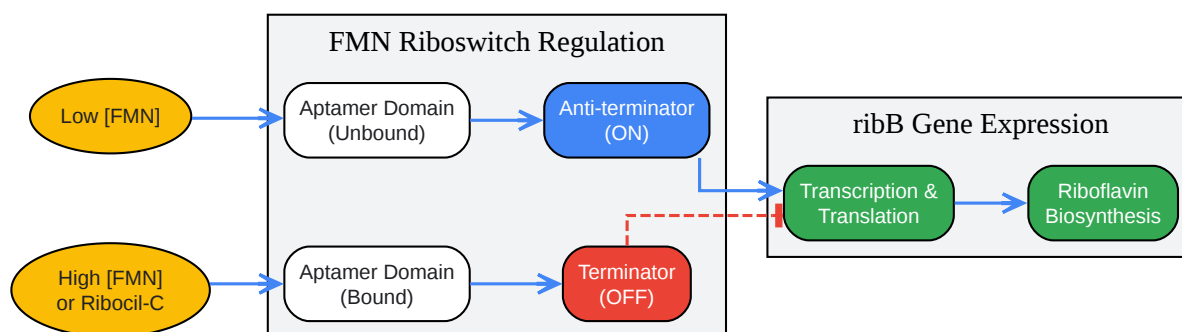 FMN Riboswitch Regulation
Low [FMN]
Aptamer Domain
(Unbound)
Anti-terminator
(ON)
High [FMN]
or Ribocil-C
Aptamer Domain
(Bound)
Terminator
(OFF)
ribB Gene Expression
Transcription &
Translation
Riboflavin
Biosynthesis